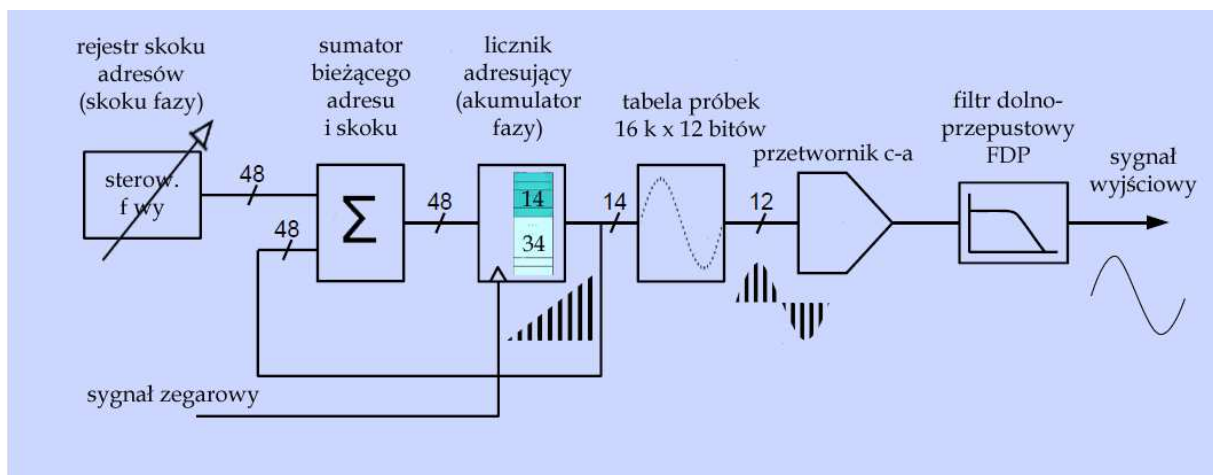 rejestr skoku
adresów
(skoku fazy)
sumator
bieżącego
adresu
i skoku
licznik
adresujący
(akumulator
fazy)
tabela próbek
16 k x 12 bitów
przetwornik c-a
filtr dolno-
przepustowy
FDP
sygnał
wyjściowy
sterow.
f wy
48
48
Σ
48
14
34
14
12
sygnał zegarowy